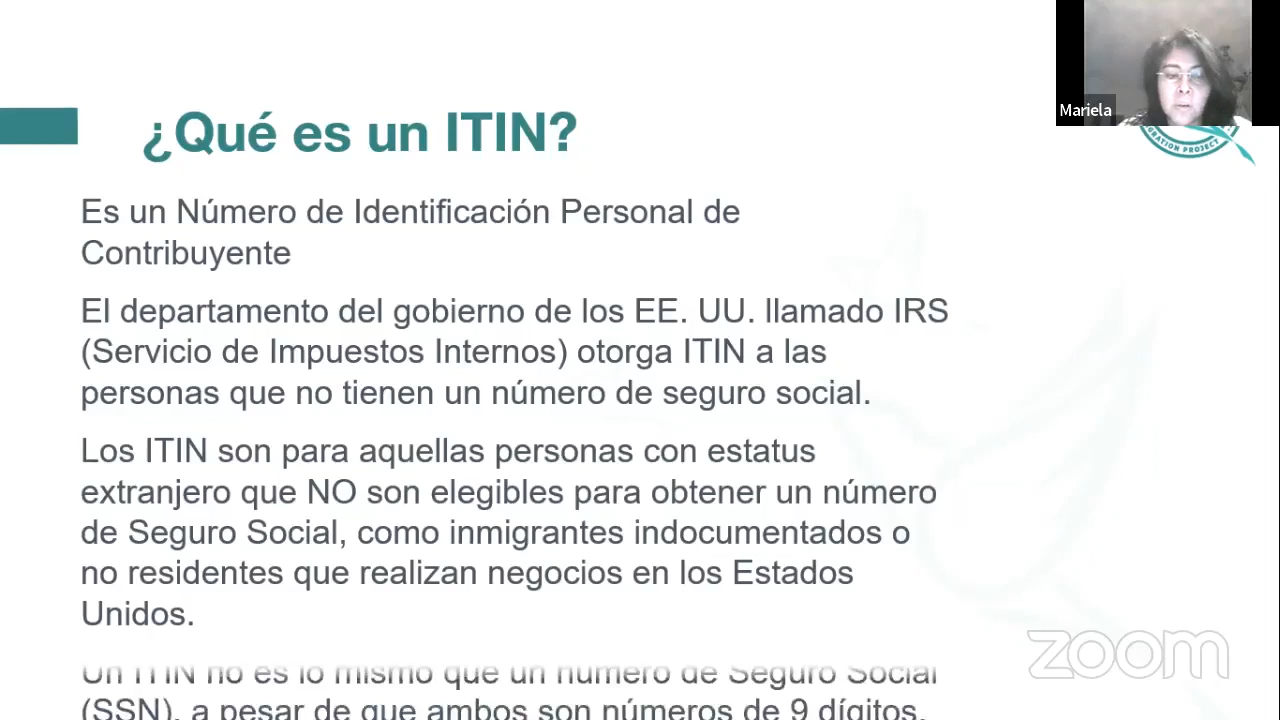 ¿Qué es un ITIN?
Mariela
GRATION PROJECT
Es un Número de Identificación Personal de
Contribuyente
El departamento del gobierno de los EE. UU. llamado IRS
(Servicio de Impuestos Internos) otorga ITIN a las
personas que no tienen un número de seguro social.
Los ITIN son para aquellas personas con estatus
extranjero que NO son elegibles para obtener un número
de Seguro Social, como inmigrantes indocumentados o
no residentes que realizan negocios en los Estados
Unidos.
Un ITIN no es lo mismo que un número de Seguro Social
(SSN), a pesar de que ambos son números de 9 dígitos.
zoom